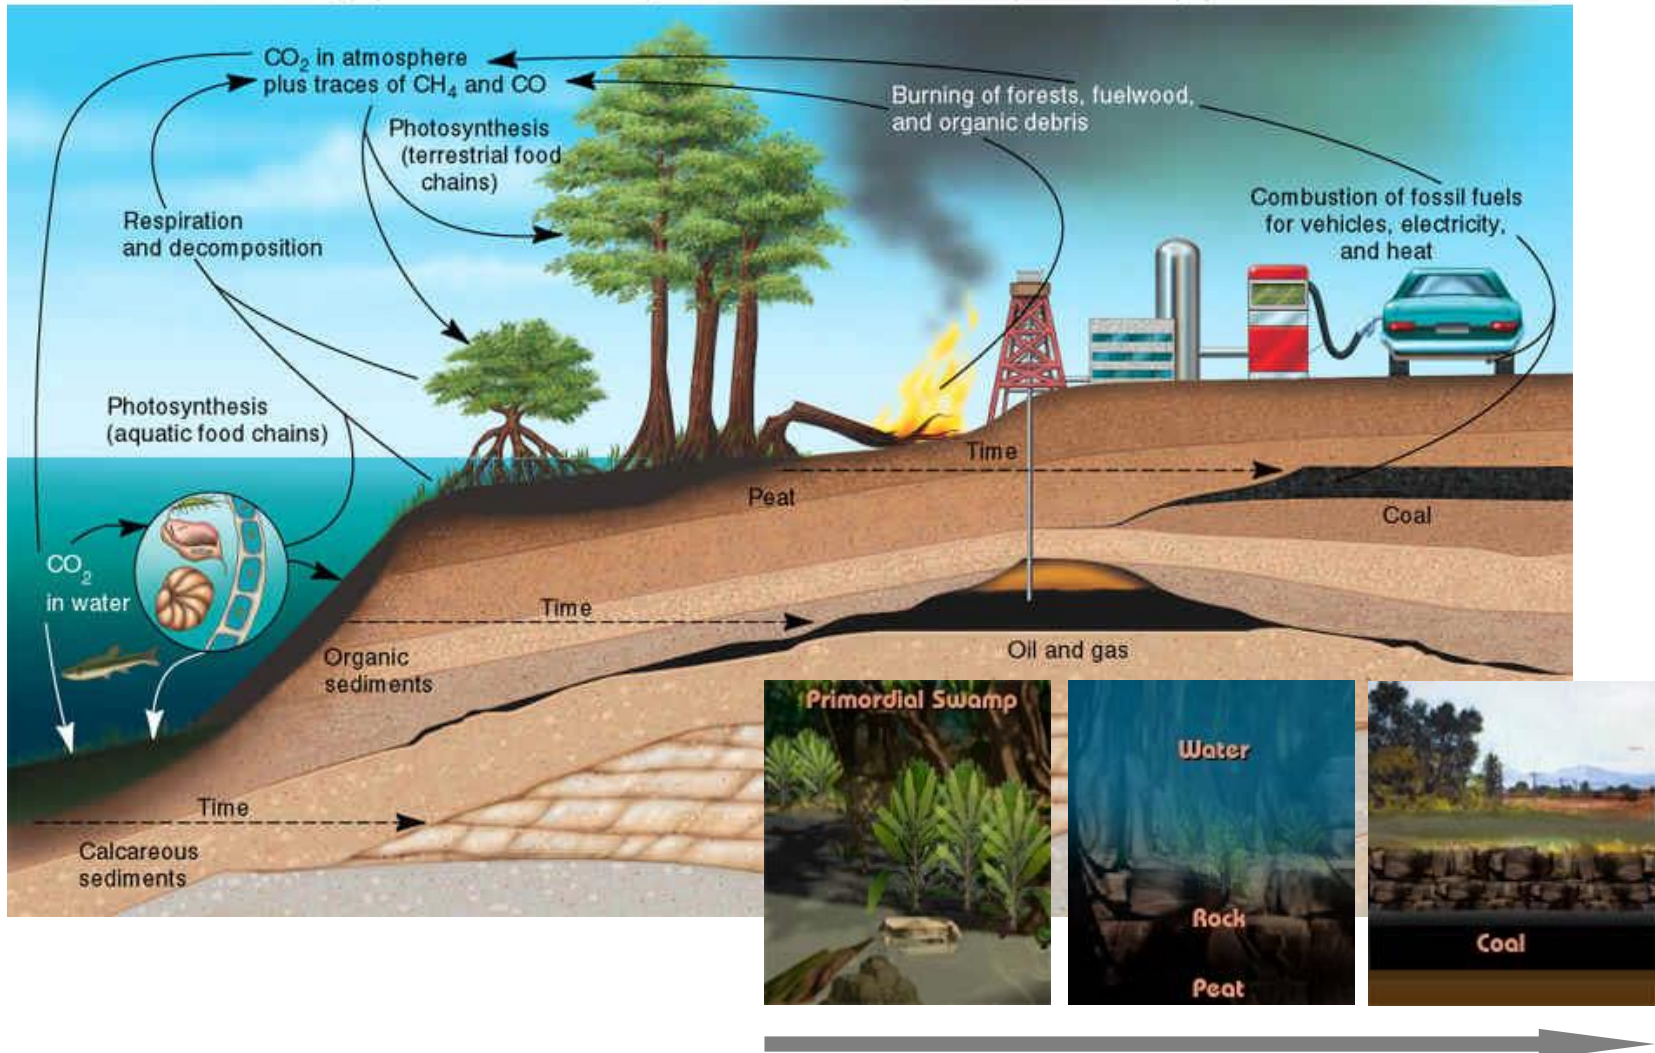 CO₂ in atmosphere
plus traces of CH₄ and CO
Photosynthesis
(terrestrial food
chains)
Burning of forests, fuelwood,
and organic debris
Combustion of fossil fuels
for vehicles, electricity,
and heat
Respiration
and decomposition
Photosynthesis
(aquatic food chains)
Time
Peat
Coal
CO₂
in water
Time
Organic
sediments
Oil and gas
Time
Calcareous
sediments
Primordial Swamp
Water
Rock
Peat
Coal